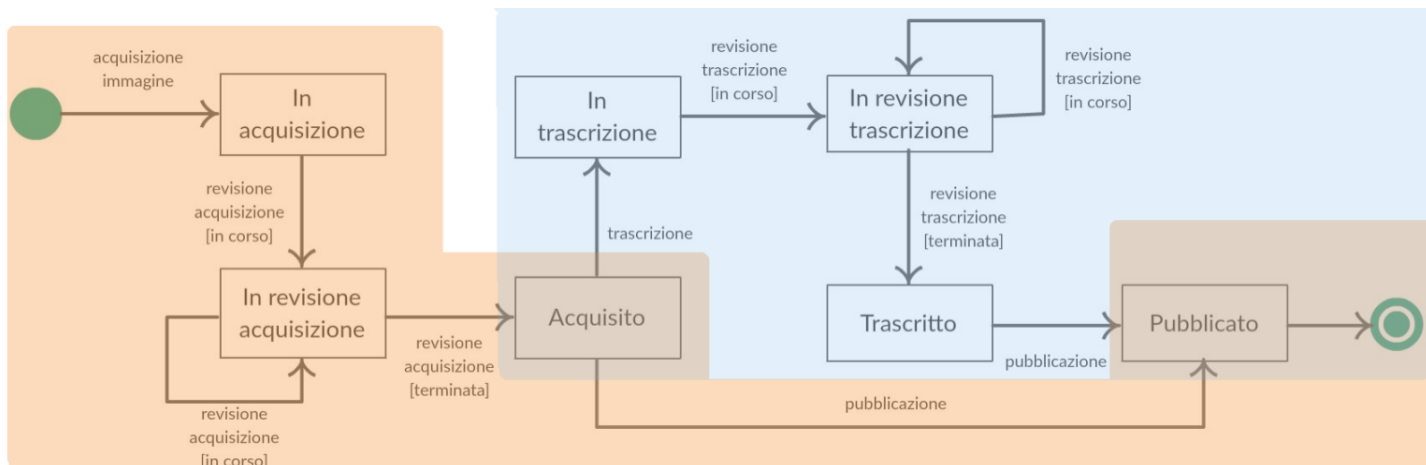 acquisizione
immagine
In
acquisizione
revisione
acquisizione
[in corso]
In revisione
acquisizione
revisione
acquisizione
[in corso]
revisione
acquisizione
[terminata]
Acquisito
trascrizione
In
trascrizione
revisione
trascrizione
[in corso]
In revisione
trascrizione
revisione
trascrizione
[in corso]
revisione
trascrizione
[terminata]
Trascritto
pubblicazione
Pubblicato
pubblicazione